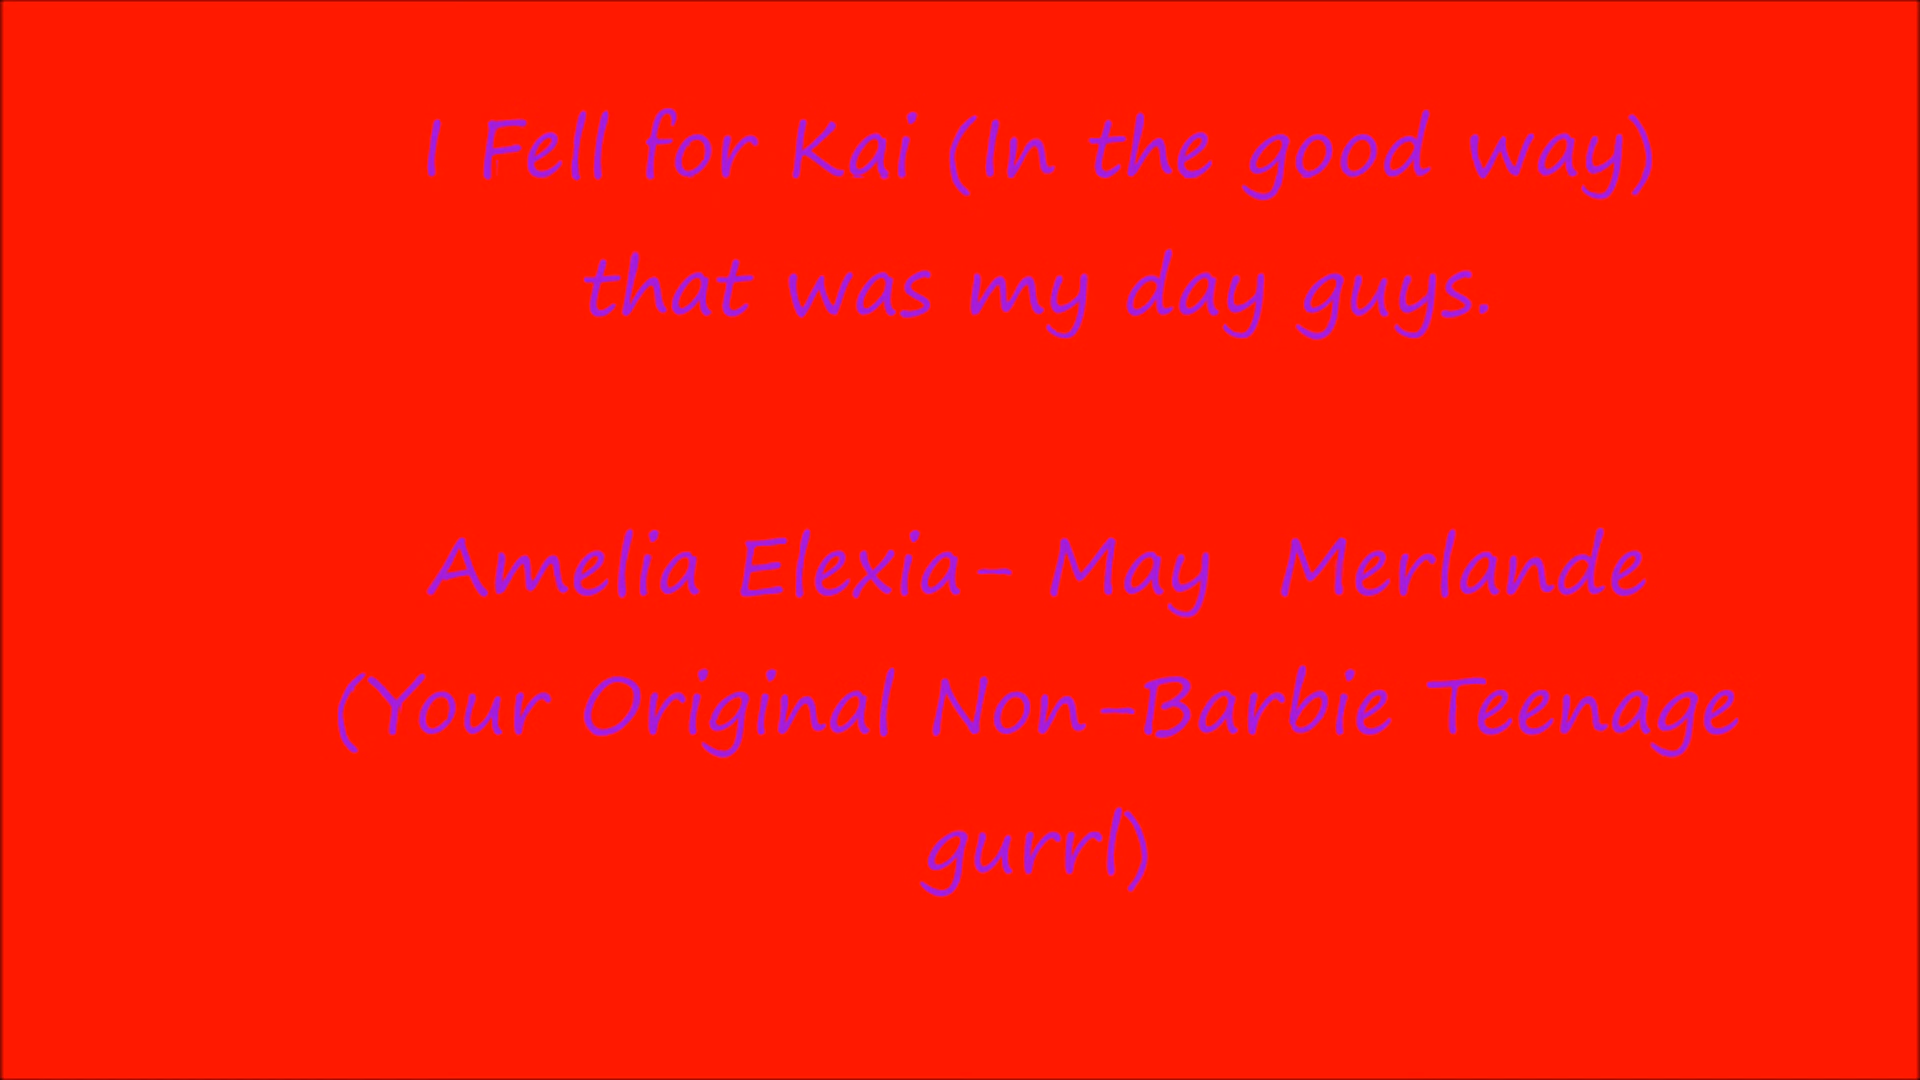 I Fell for Kai (In the good way)
that was my day guys.
Amelia Elexia- May  Merlande
(Your Original Non-Barbie Teenage
gurrl)